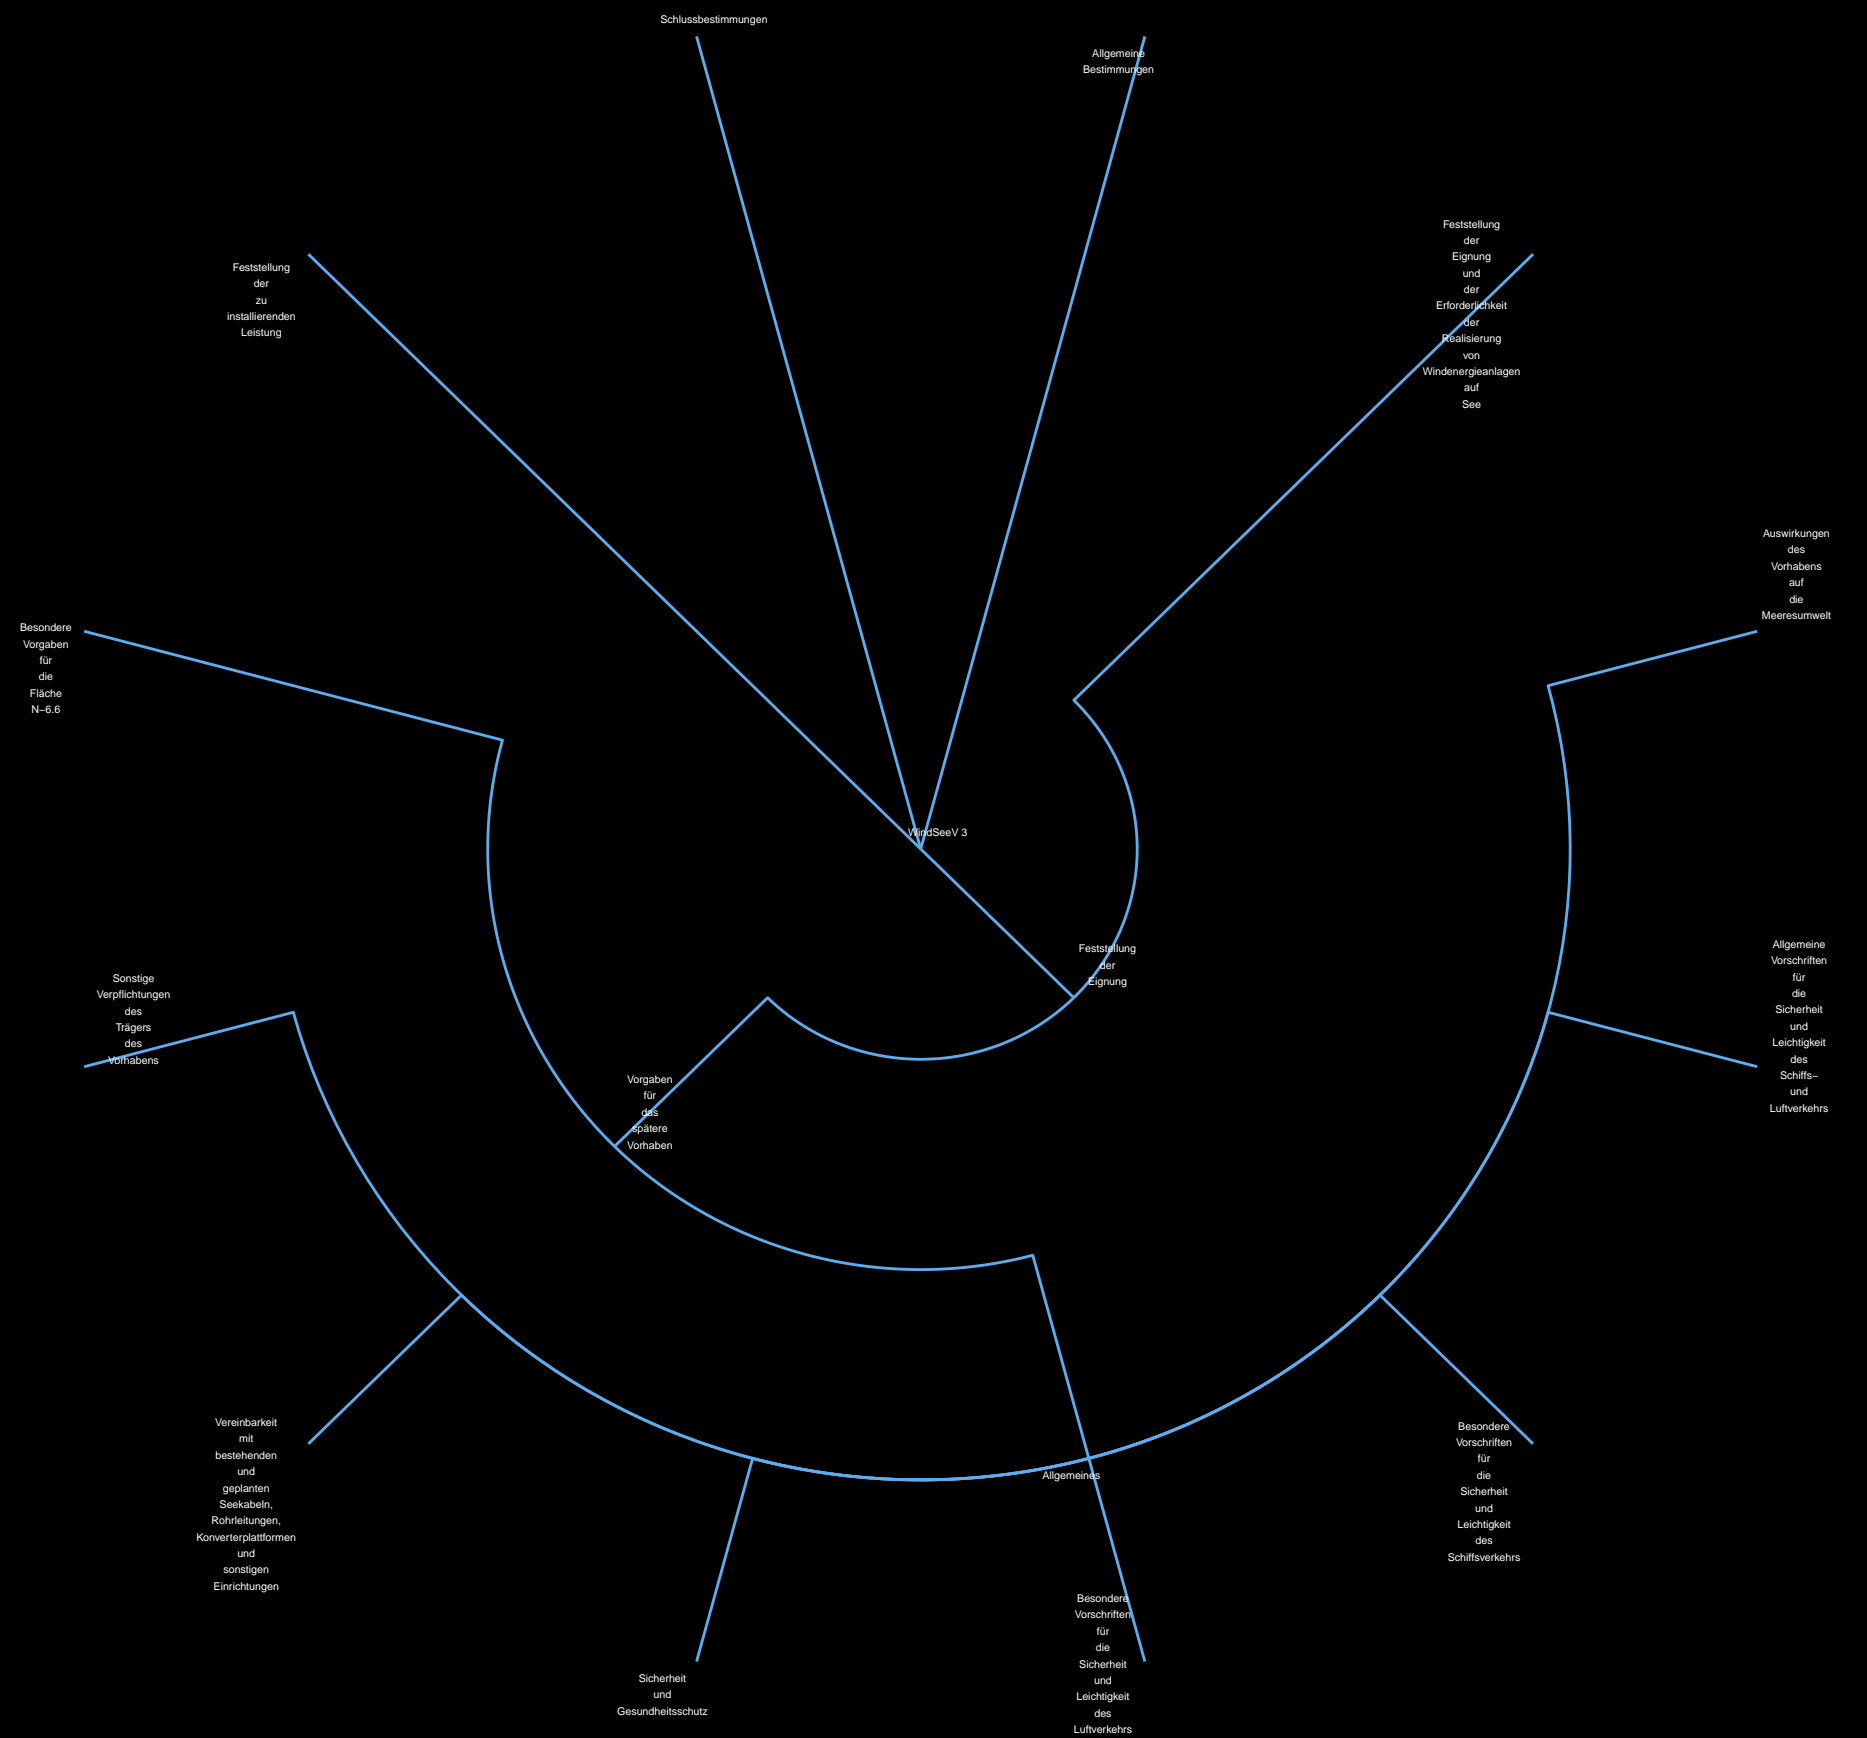 Schlussbestimmungen
Allgemeine
Bestimmungen
Feststellung
der
Eignung
und
der
Erforderlichkeit
der
Realisierung
von
Windenergieanlagen
auf
See
Feststellung
der
zu
installierenden
Leistung
Auswirkungen
des
Vorhabens
auf
die
Meeresumwelt
Besondere
Vorgaben
für
die
Fläche
N–6.6
WindSeeV 3
Feststellung
der
Eignung
Allgemeine
Vorschriften
für
die
Sicherheit
und
Leichtigkeit
des
Schiffs–
und
Luftverkehrs
Sonstige
Verpflichtungen
des
Trägers
des
Vorhabens
Vorgaben
für
das
spätere
Vorhaben
Vereinbarkeit
mit
bestehenden
und
geplanten
Seekabeln,
Rohrleitungen,
Konverterplattformen
und
sonstigen
Einrichtungen
Allgemeines
Besondere
Vorschriften
für
die
Sicherheit
und
Leichtigkeit
des
Schiffsverkehrs
Sicherheit
und
Gesundheitsschutz
Besondere
Vorschriften
für
die
Sicherheit
und
Leichtigkeit
des
Luftverkehrs